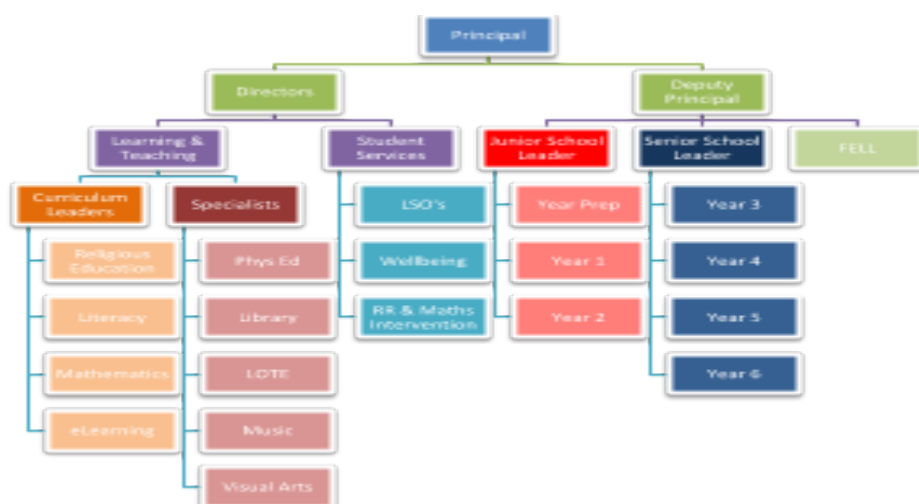 Principal
Directors
Deputy
Principal
Learning &
Teaching
Student
Services
Junior School
Leader
Senior School
Leader
FELL
Curriculum
Leaders
Specialists
LSO's
Year Prep
Year 3
Religious
Education
Phys Ed
Wellbeing
Year 1
Year 4
Literacy
Library
RR & Maths
Intervention
Year 2
Year 5
Mathematics
LOTE
Year 6
eLearning
Music
Visual Arts